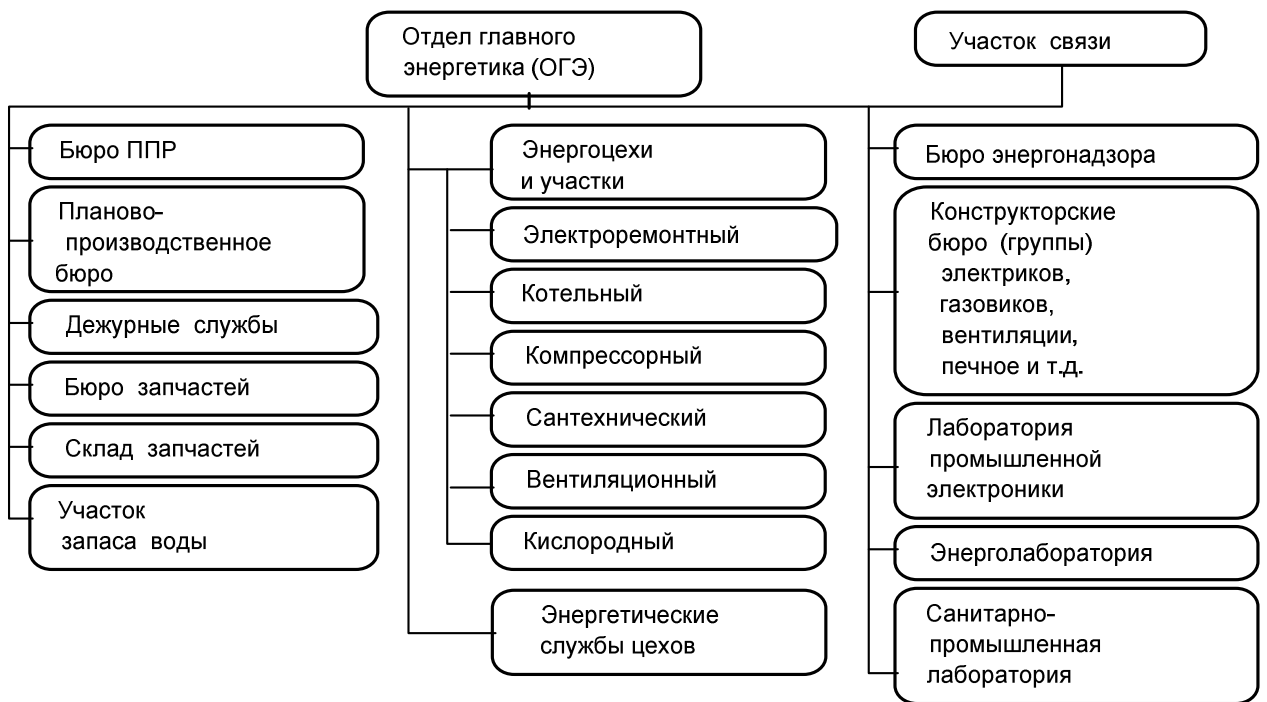 Отдел главного
энергетика (ОГЭ)
Участок связи
Бюро ППР
Планово-
производственное
бюро
Дежурные службы
Бюро запчастей
Склад запчастей
Участок
запаса воды
Энергоцехи
и участки
Электроремонтный
Котельный
Компрессорный
Сантехнический
Вентиляционный
Кислородный
Энергетические
службы цехов
Бюро энергонадзора
Конструкторские
бюро (группы)
электриков,
газовиков,
вентиляции,
печное и т.д.
Лаборатория
промышленной
электроники
Энерголаборатория
Санитарно-
промышленная
лаборатория